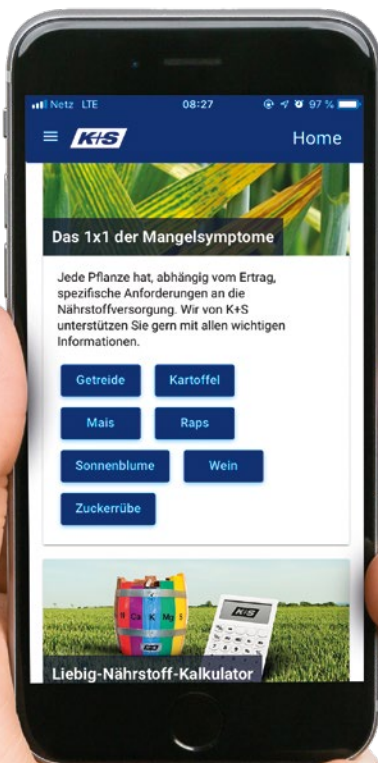 Netz LTE 08:27 97 %
K+S Home
Das 1x1 der Mangelsymptome
Jede Pflanze hat, abhängig vom Ertrag,
spezifische Anforderungen an die
Nährstoffversorgung. Wir von K+S
unterstützen Sie gern mit allen wichtigen
Informationen.
Getreide Kartoffel
Mais Raps
Sonnenblume Wein
Zuckerrübe
N Ca K Mg S
K+S
K+S
Liebig-Nährstoff-Kalkulator